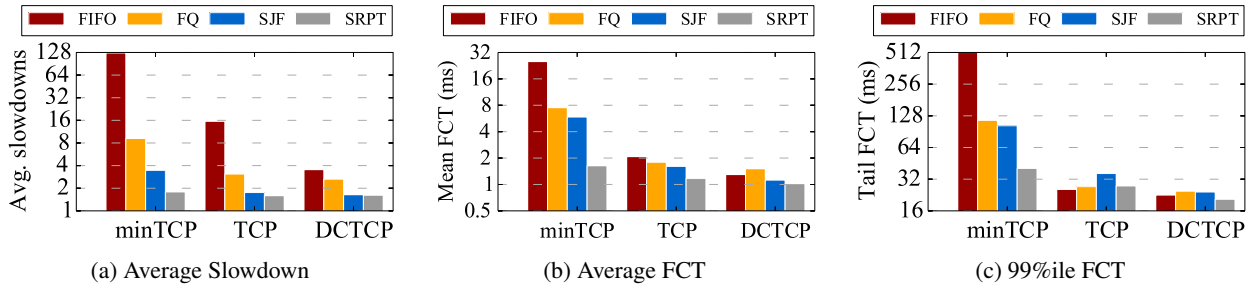 FIFO FQ SJF SRPT
Avg. slowdowns
128
64
32
16
8
4
2
1
minTCP TCP DCTCP
(a) Average Slowdown
FIFO FQ SJF SRPT
Mean FCT (ms)
32
16
8
4
2
1
0.5
minTCP TCP DCTCP
(b) Average FCT
FIFO FQ SJF SRPT
Tail FCT (ms)
512
256
128
64
32
16
minTCP TCP DCTCP
(c) 99%ile FCT